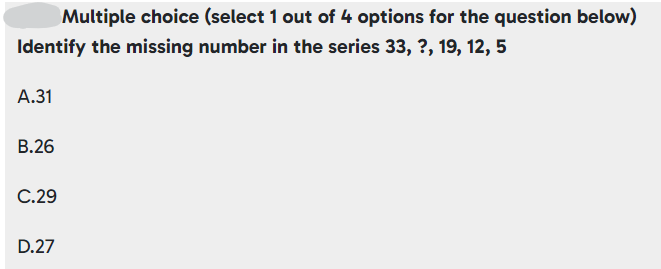 Multiple choice (select 1 out of 4 options for the question below)
Identify the missing number in the series 33, ?, 19, 12, 5
A.31
B.26
C.29
D.27